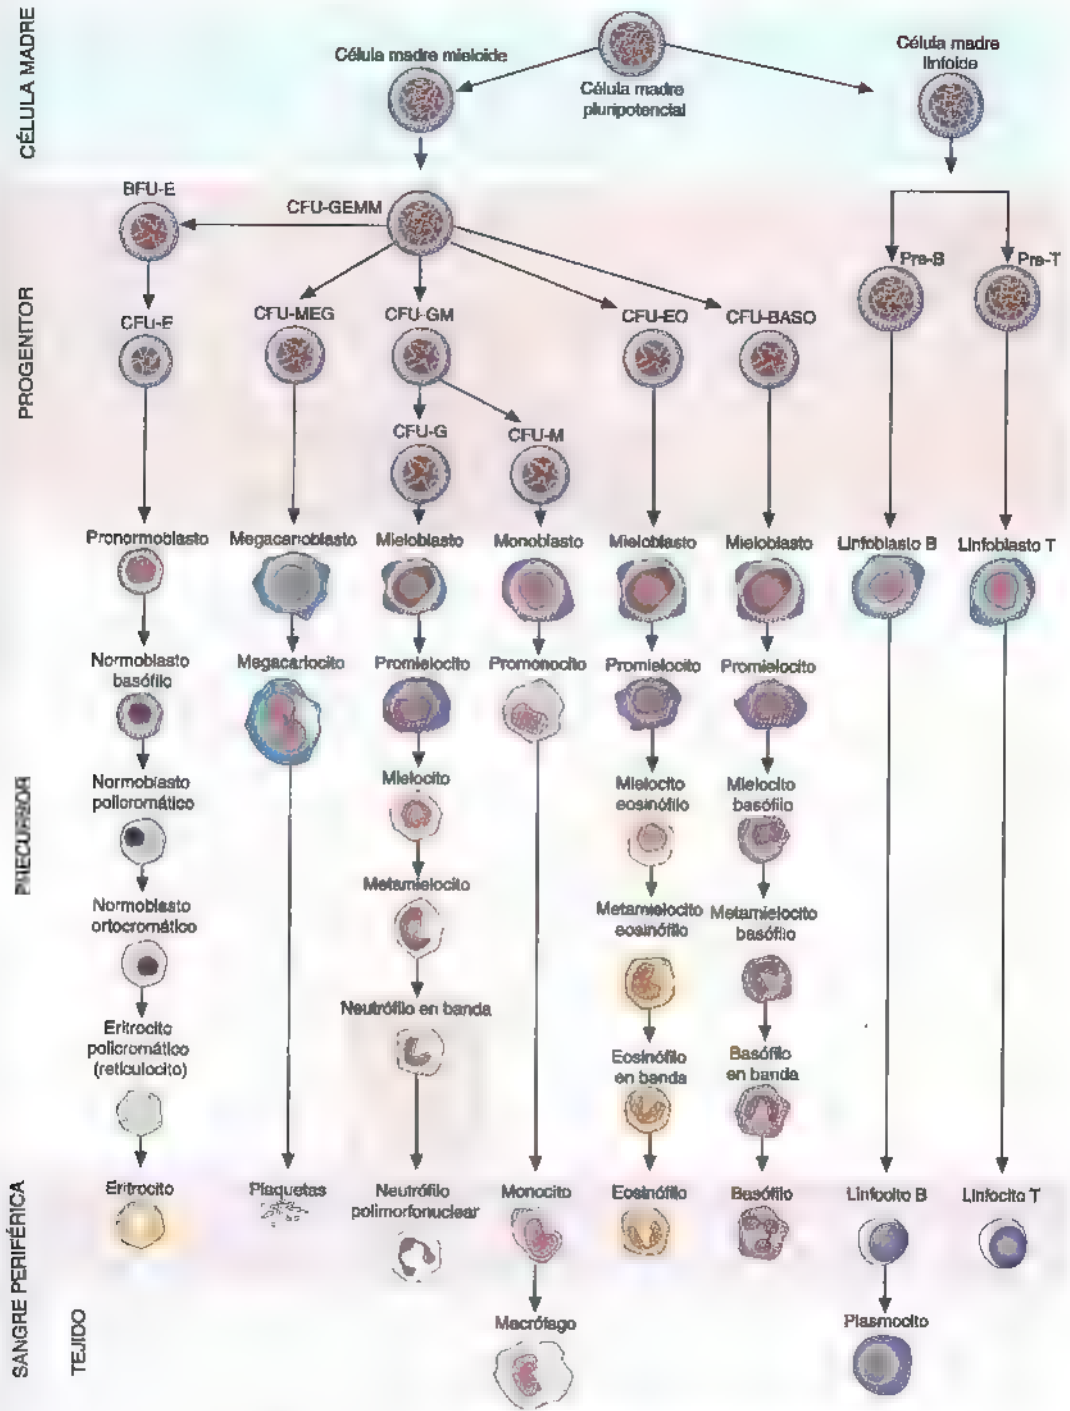 CÉLULA MADRE
Célula madre mieloide
Célula madre
pluripotencial
Célula madre
linfoide
PROGENITOR
BFU-E
CFU-GEMM
Pre-B
Pre-T
CFU-E
CFU-MEG
CFU-GM
CFU-EO
CFU-BASO
CFU-G
CFU-M
PRECURSOR
Pronormoblasto
Megacarioblasto
Mieloblasto
Monoblasto
Mieloblasto
Mieloblasto
Linfoblasto B
Linfoblasto T
Normoblasto
basófilo
Megacariocito
Promielocito
Promonocito
Promielocito
Promielocito
Normoblasto
policromático
Mielocito
Mielocito
eosinófilo
Mielocito
basófilo
Normoblasto
ortocromático
Metamielocito
Metamielocito
eosinófilo
Metamielocito
basófilo
Eritrocito
policromático
(reticulocito)
Neutrófilo en banda
Eosinófilo
en banda
Basófilo
en banda
SANGRE PERIFÉRICA
Eritrocito
Plaquetas
Neutrófilo
polimorfonuclear
Monocito
Eosinófilo
Basófilo
Linfocito B
Linfocito T
TEJIDO
Macrófago
Plasmocito